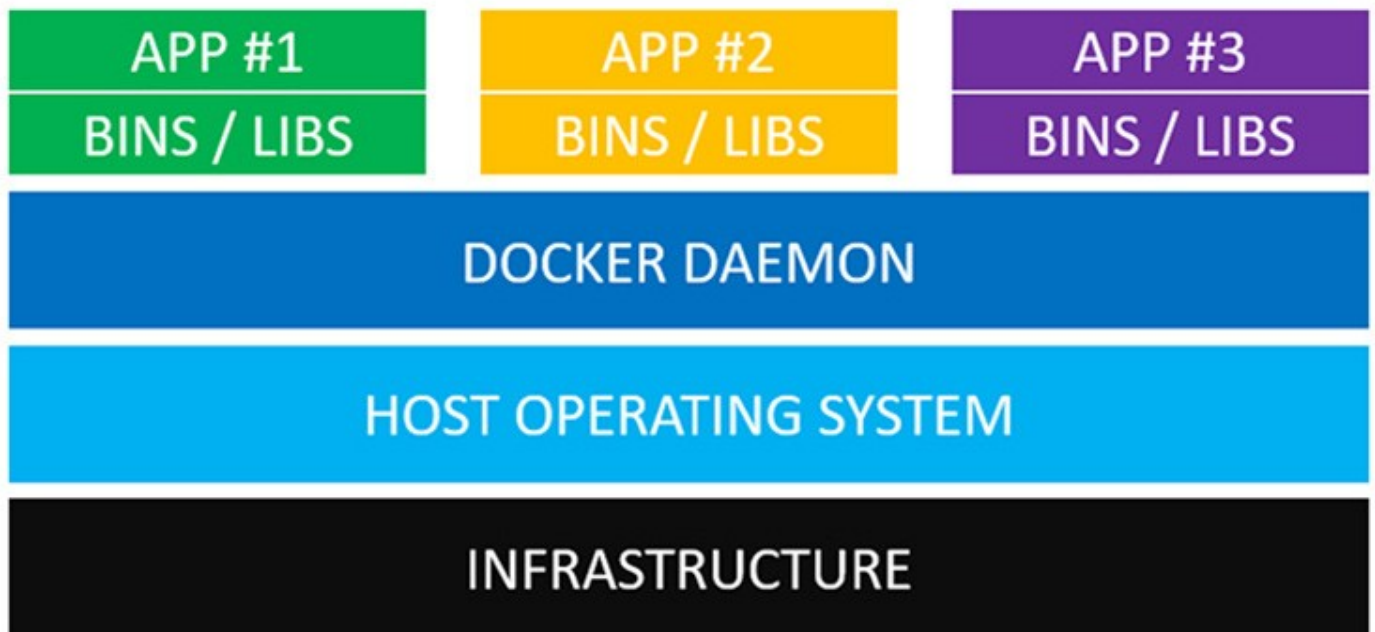 APP #1
APP #2
APP #3
BINS / LIBS
BINS / LIBS
BINS / LIBS
DOCKER DAEMON
HOST OPERATING SYSTEM
INFRASTRUCTURE